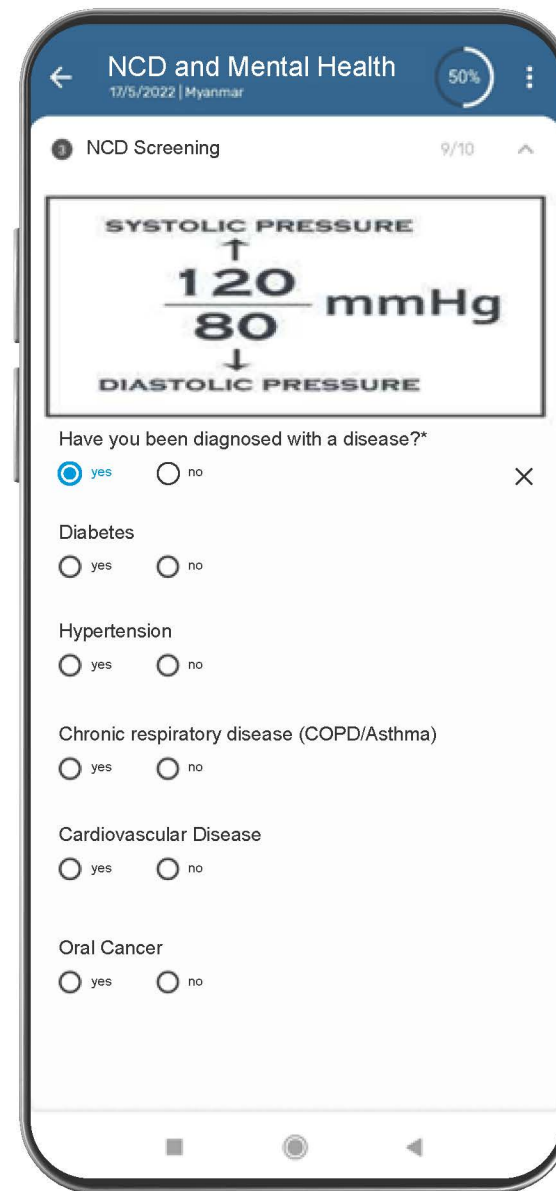 NCD and Mental Health
50%
17/5/2022 | Myanmar
3 NCD Screening 9/10
SYSTOLIC PRESSURE
120
80
mmHg
DIASTOLIC PRESSURE
Have you been diagnosed with a disease?*
yes no
Diabetes
yes no
Hypertension
yes no
Chronic respiratory disease (COPD/Asthma)
yes no
Cardiovascular Disease
yes no
Oral Cancer
yes no